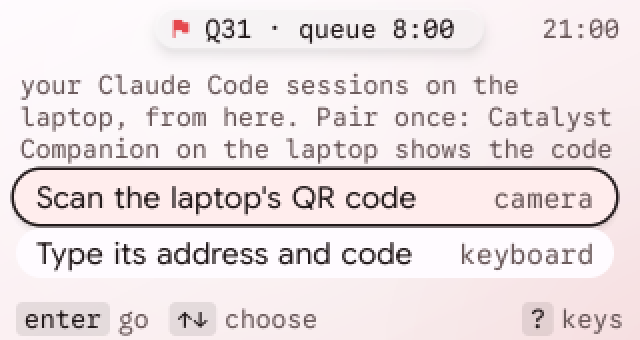 Q31 · queue 8:00 21:00
your Claude Code sessions on the
laptop, from here. Pair once: Catalyst
Companion on the laptop shows the code
Scan the laptop's QR code camera
Type its address and code keyboard
enter go ↑↓ choose ? keys